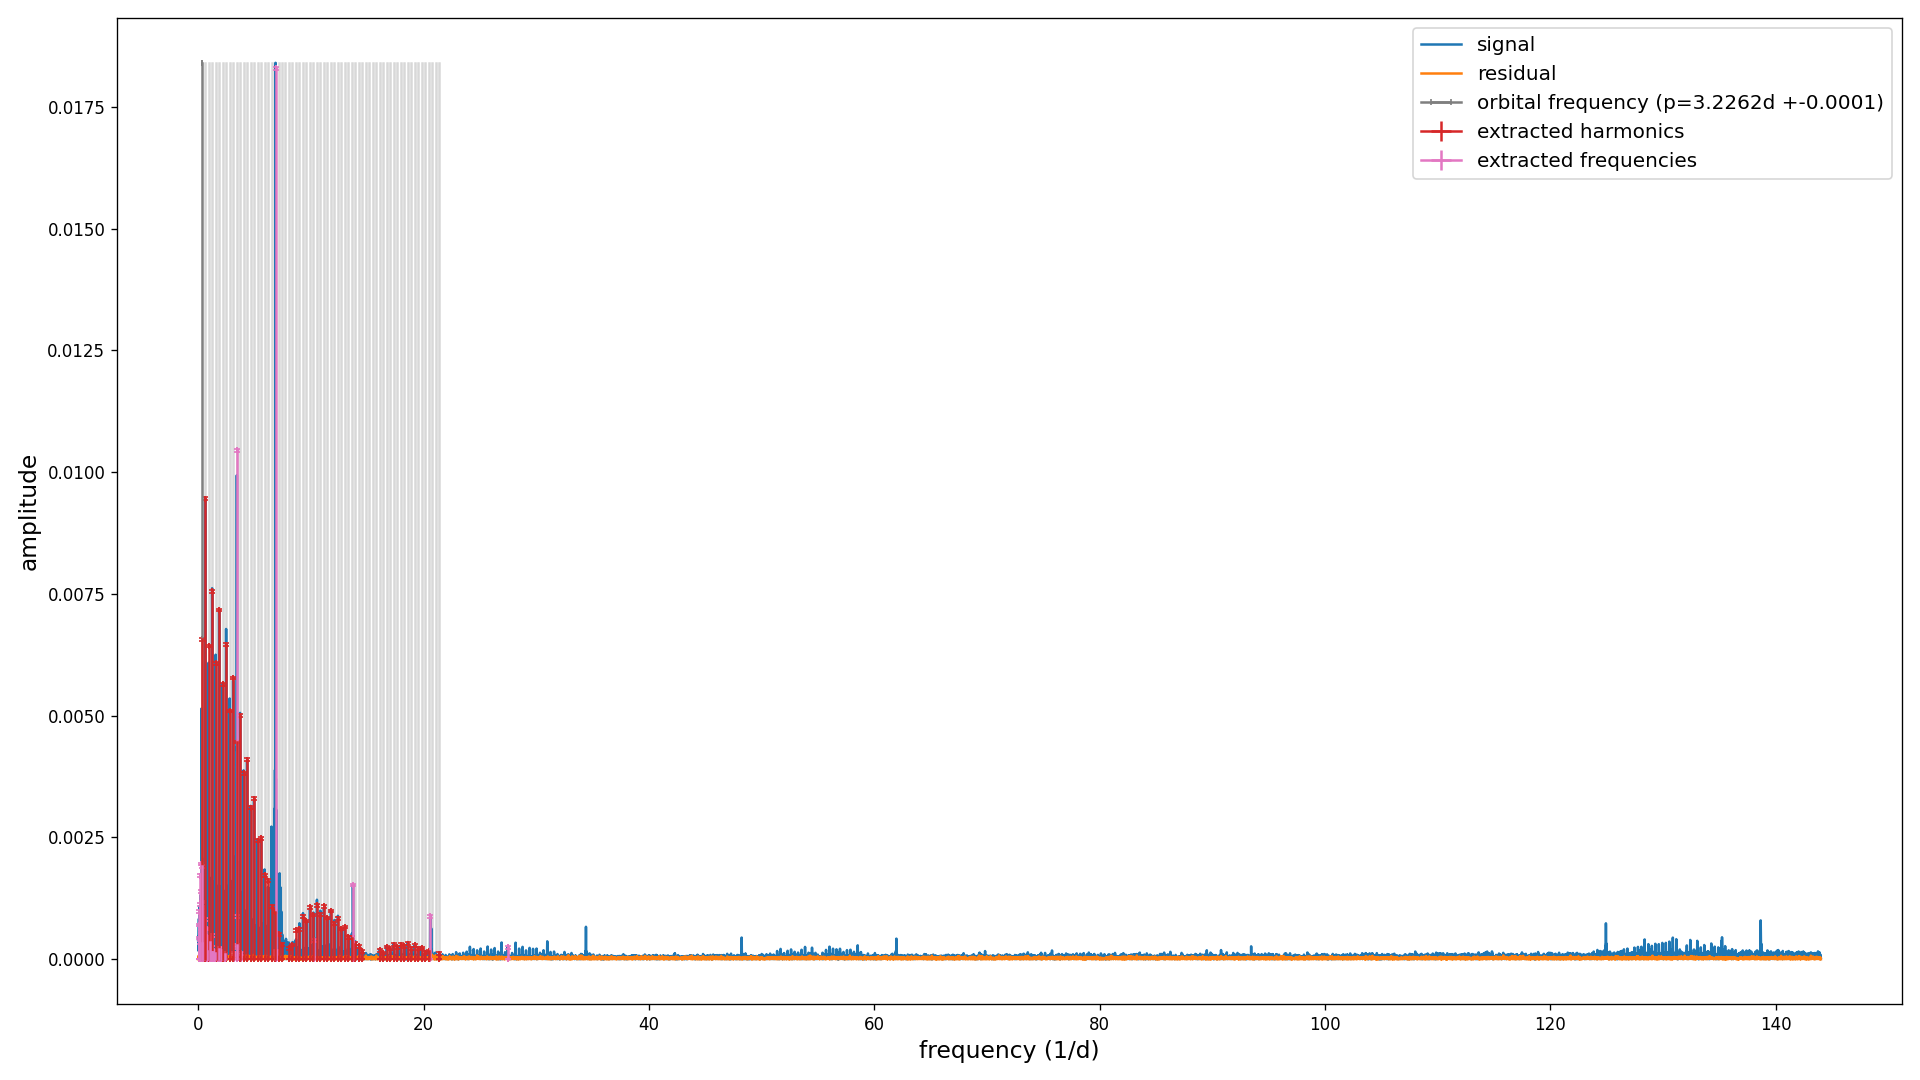 signal
residual
orbital frequency (p=3.2262d +-0.0001)
extracted harmonics
extracted frequencies
amplitude
0.0175
0.0150
0.0125
0.0100
0.0075
0.0050
0.0025
0.0000
0 20 40 60 80 100 120 140
frequency (1/d)